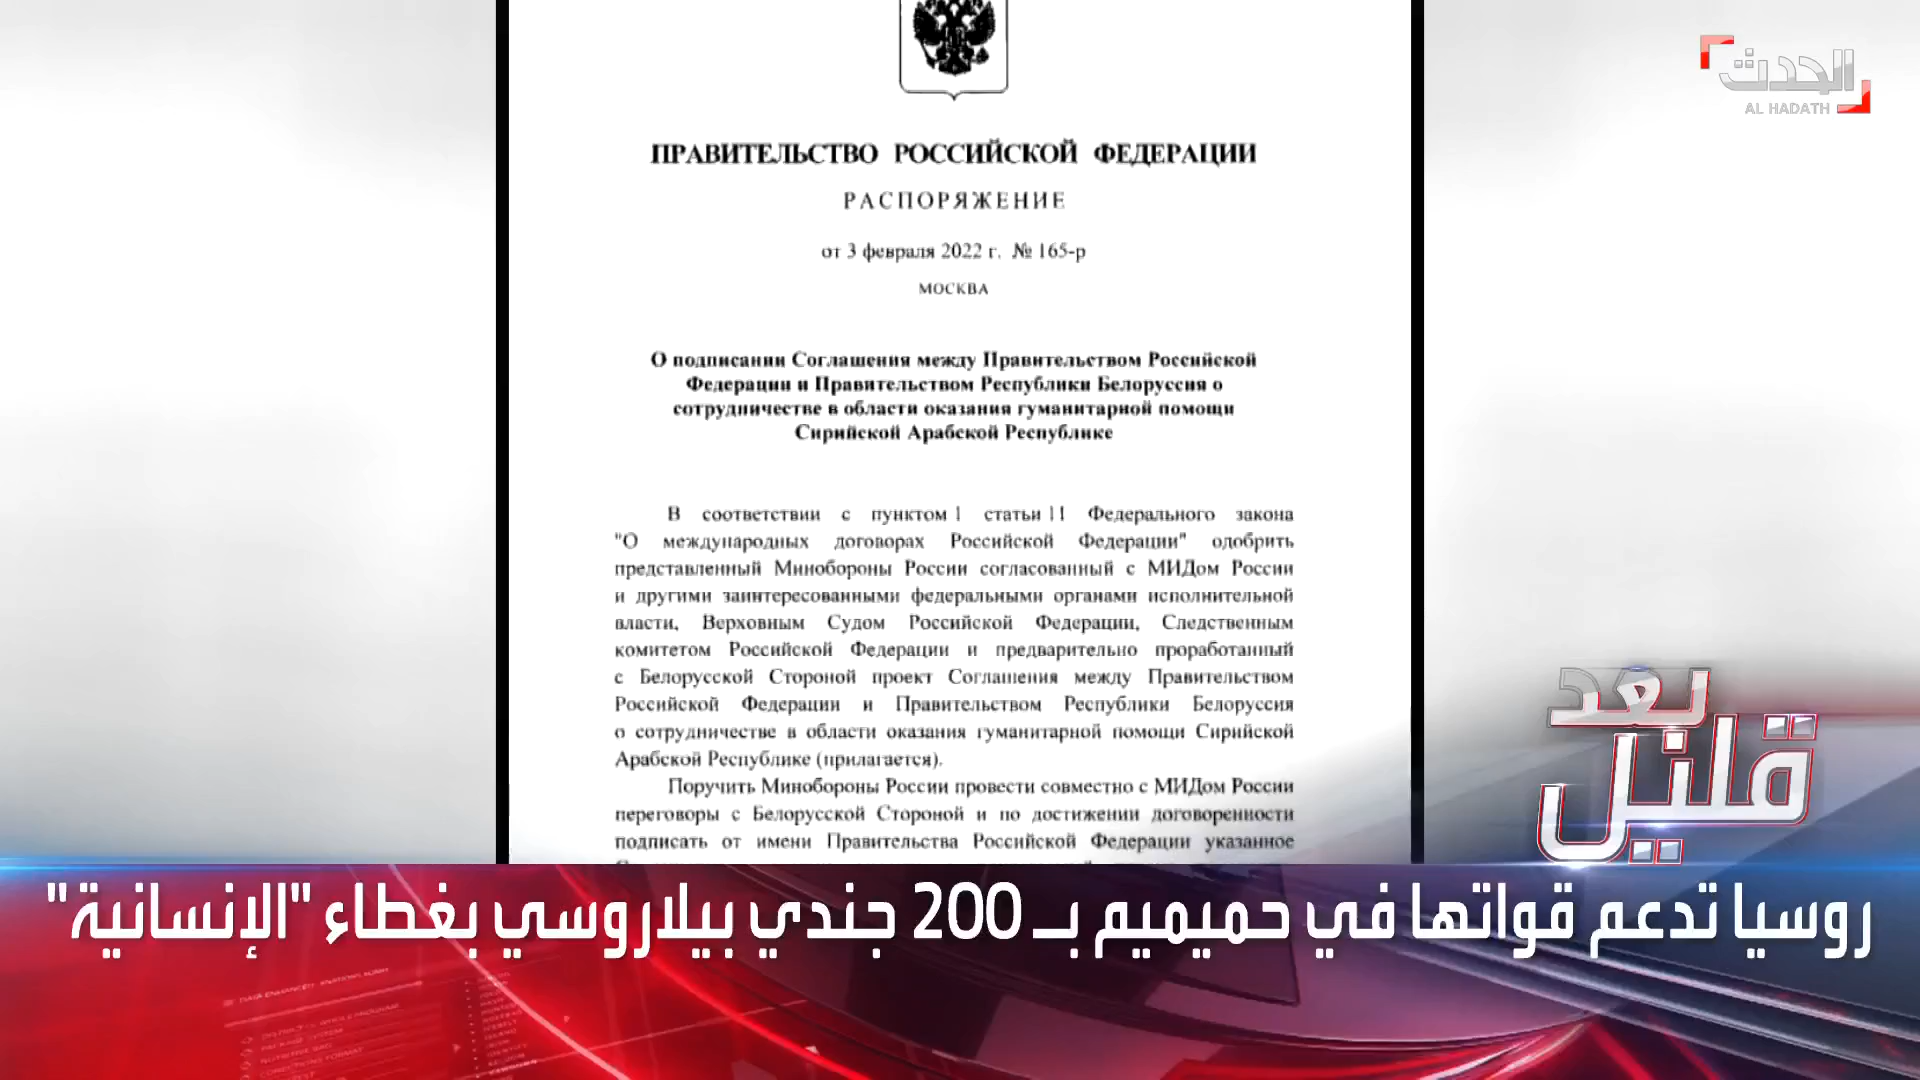 الحدث
AL HADATH
ПРАВИТЕЛЬСТВО РОССИЙСКОЙ ФЕДЕРАЦИИ
РАСПОРЯЖЕНИЕ
от 3 февраля 2022 г. № 165-р
МОСКВА
О подписании Соглашения между Правительством Российской
Федерации и Правительством Республики Белоруссия о
сотрудничестве в области оказания гуманитарной помощи
Сирийской Арабской Республике
В соответствии с пунктом 1 статьи 11 Федерального закона
"О международных договорах Российской Федерации" одобрить
представленный Минобороны России согласованный с МИДом России
и другими заинтересованными федеральными органами исполнительной
власти, Верховным Судом Российской Федерации, Следственным
комитетом Российской Федерации и предварительно проработанный
с Белорусской Стороной проект Соглашения между Правительством
Российской Федерации и Правительством Республики Белоруссия
о сотрудничестве в области оказания гуманитарной помощи Сирийской
Арабской Республике (прилагается).
Поручить Минобороны России провести совместно с МИДом России
переговоры с Белорусской Стороной и по достижении договоренности
подписать от имени Правительства Российской Федерации указанное
بعد
قليل
روسيا تدعم قواتها في حميميم بـ 200 جندي بيلاروسي بغطاء "الإنسانية"